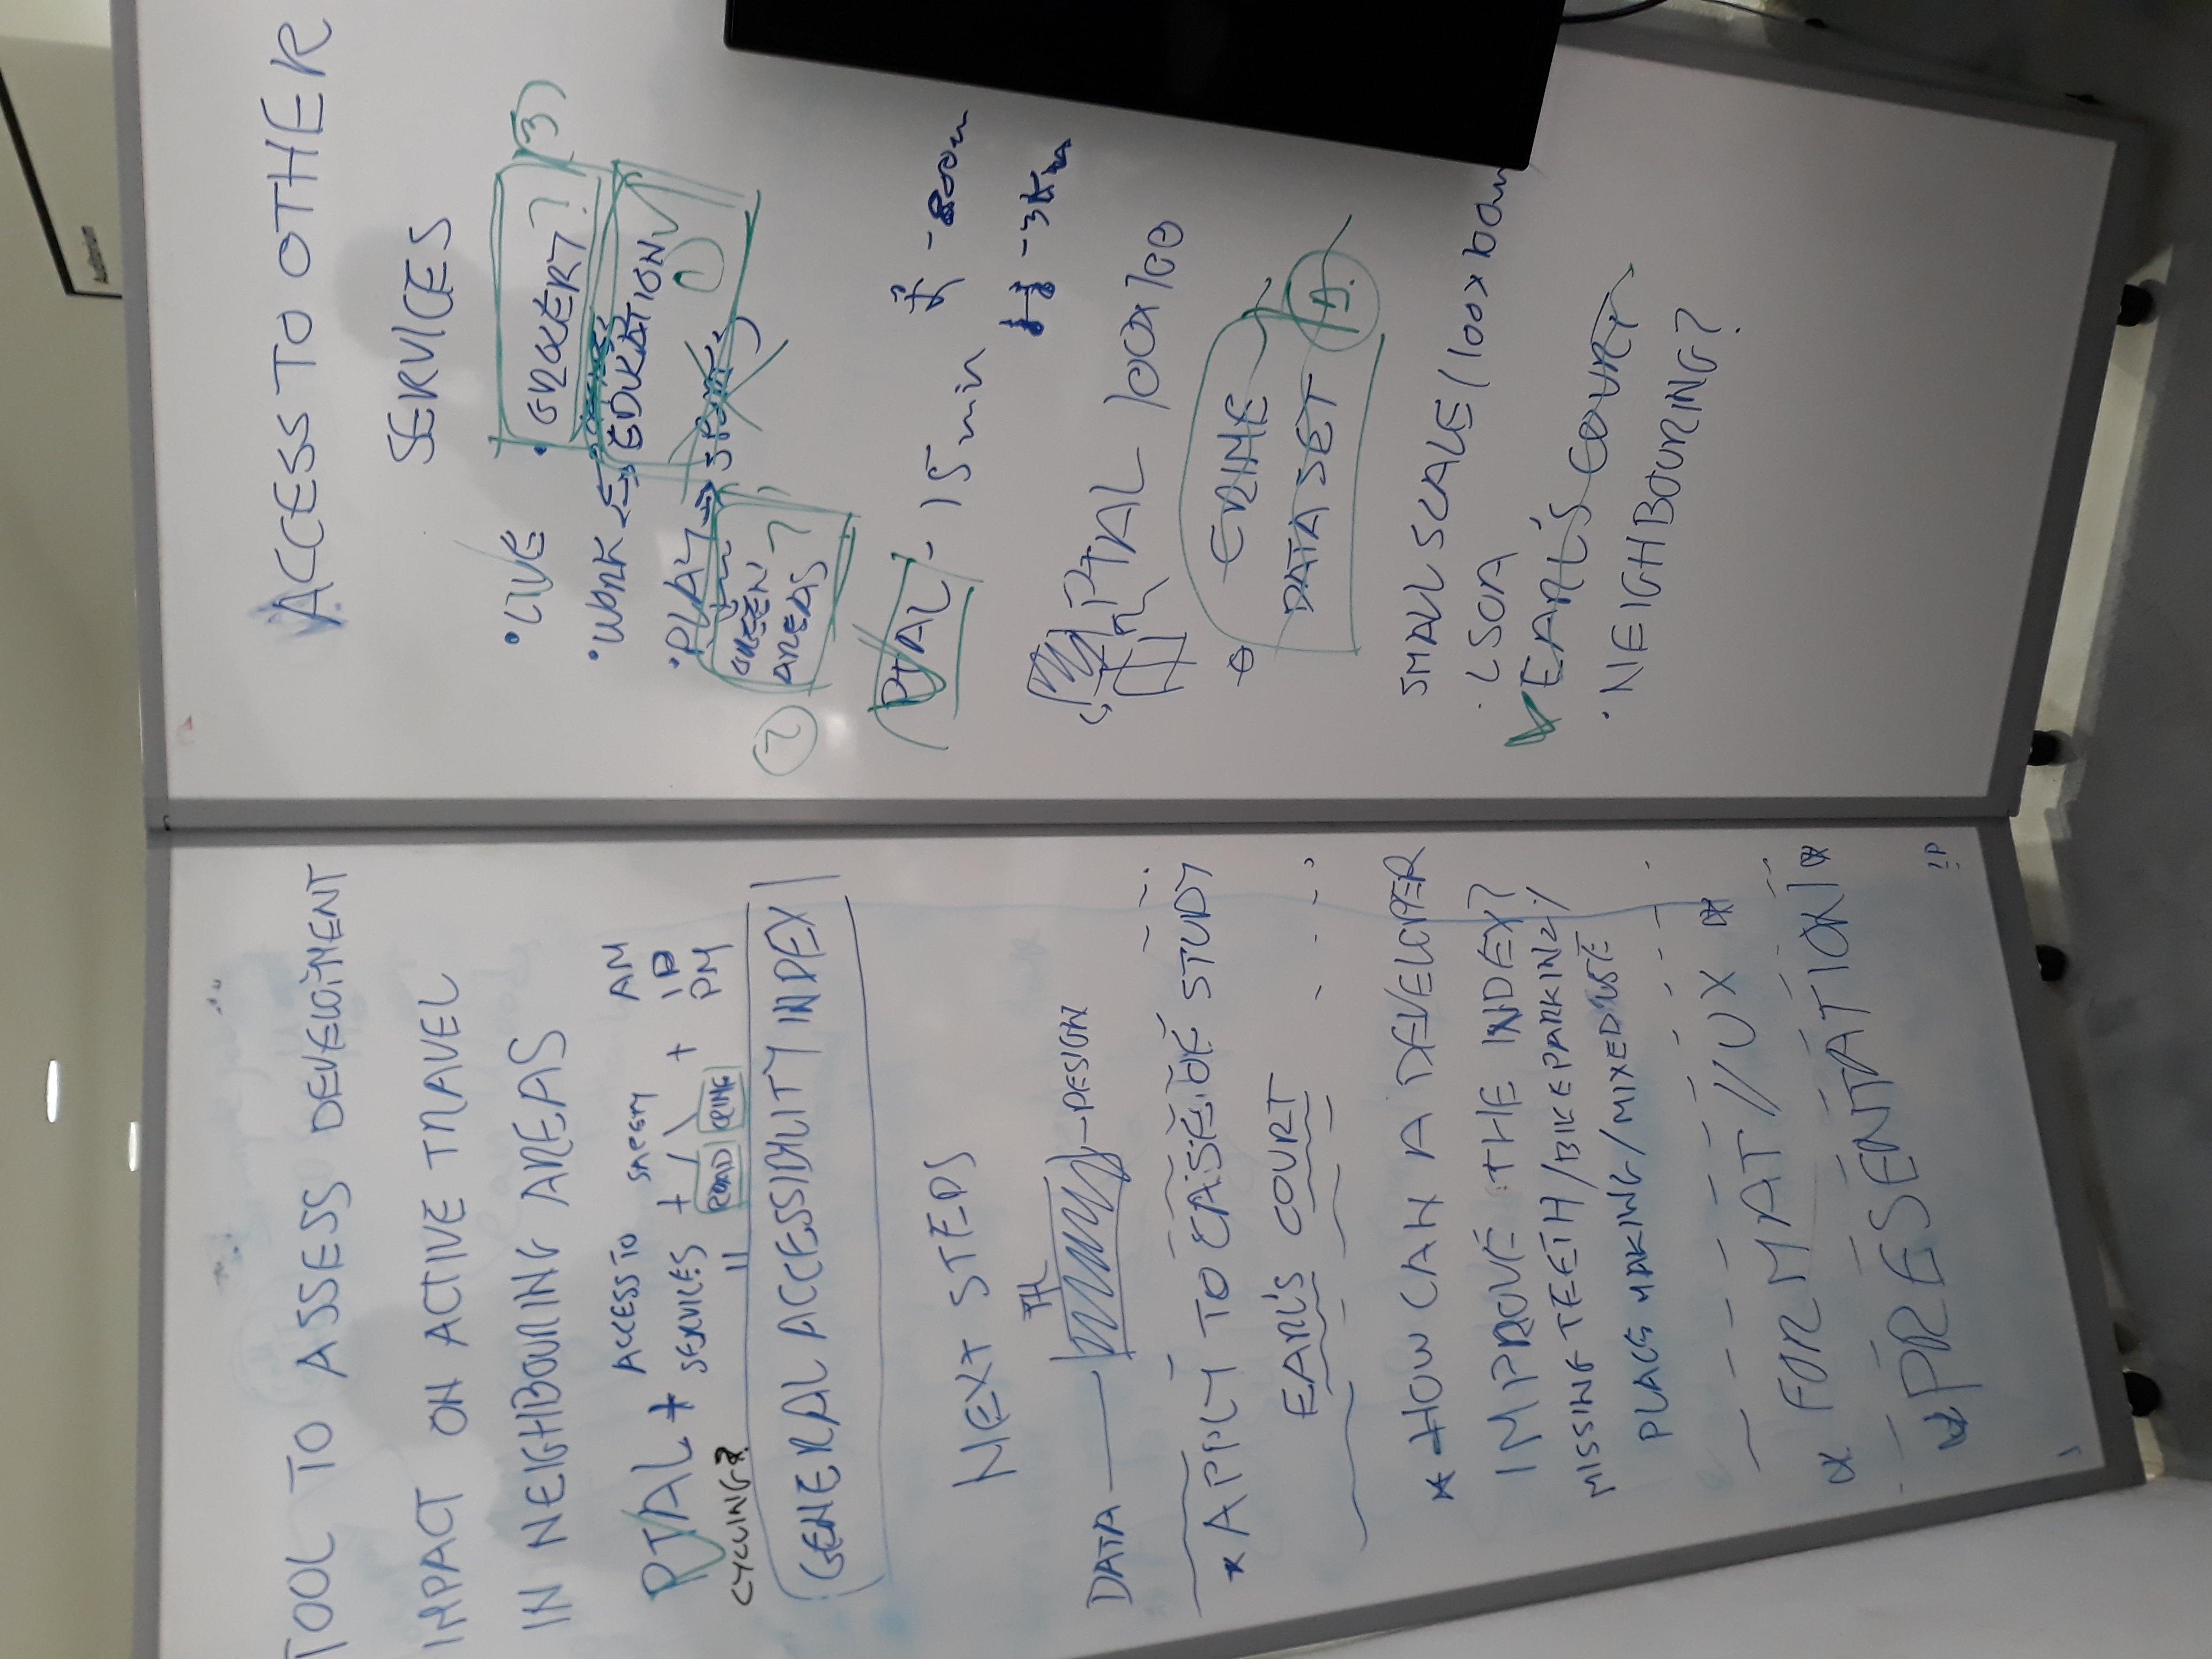 Auditorium
TOOL TO ASSESS DEVELOPMENT
IMPACT ON ACTIVE TRAVEL
IN NEIGHBOURING AREAS
PTAL + ACCESS TO SERVICES + SAFETY + AM IP PM
ROAD CRIME
CYCLING?
=
GENERAL ACCESSIBILITY INDEX
NEXT STEPS
TFL
DATA — DESIGN
* APPLY TO CASE OF STUDY
EARL'S COURT
* HOW CAN A DEVELOPER
IMPROVE THE INDEX?
MISSING TEETH / BIKE PARKING /
PLACE MAKING / MIXED USE
* FORMAT // UX *
* PRESENTATION *
IP
ACCESS TO OTHER
SERVICES
• LIVE • GROCERY? (3)
• WORK EDUCATION ✓ 1
• PLAY →
GREEN
AREAS?
2
PTAL - 15 min - 800m
- 3Km
PTAL 100x100
CRIME
DATA SET
SMALL SCALE / 100x100m
· LSOA
✓ EARL'S COURT
· NEIGHBOURING?